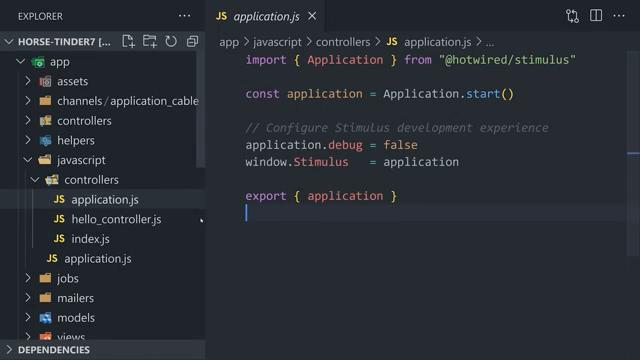 EXPLORER
HORSE-TINDER7
app
assets
channels/application_cable
controllers
helpers
javascript
controllers
JS application.js
JS hello_controller.js
JS index.js
JS application.js
jobs
mailers
models
views
DEPENDENCIES
JS application.js
app > javascript > controllers > JS application.js > ...
import { Application } from "@hotwired/stimulus"
const application = Application.start()
// Configure Stimulus development experience
application.debug = false
window.Stimulus   = application
export { application }